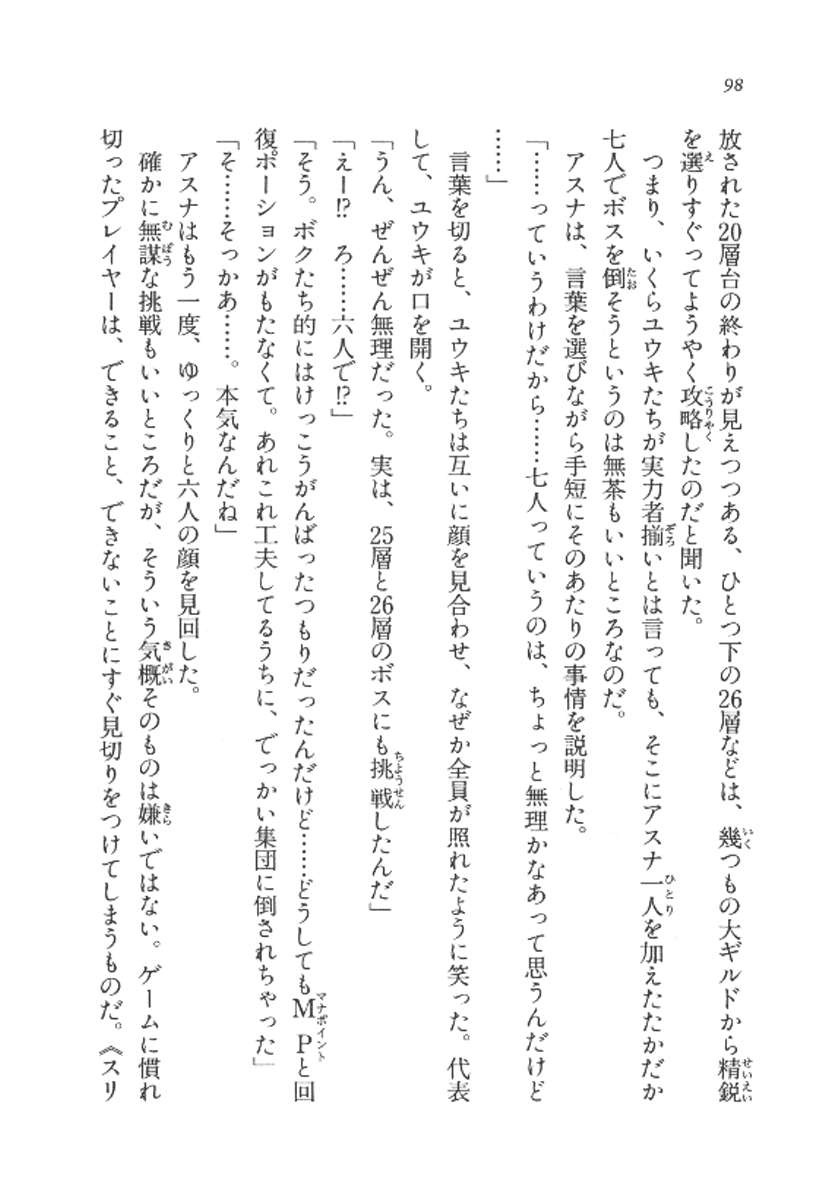 98
放された20層台の終わりが見えつつある、ひとつ下の26層などは、幾つもの大ギルドから精鋭
を選りすぐってようやく攻略したのだと聞いた。
つまり、いくらユウキたちが実力者揃いとは言っても、そこにアスナ一人を加えたたかだか
七人でボスを倒そうというのは無茶もいいところなのだ。
アスナは、言葉を選びながら手短にそのあたりの事情を説明した。
「……っていうわけだから……七人っていうのは、ちょっと無理かなあって思うんだけど
……」
言葉を切ると、ユウキたちは互いに顔を見合わせ、なぜか全員が照れたように笑った。代表
して、ユウキが口を開く。
「うん、ぜんぜん無理だった。実は、25層と26層のボスにも挑戦したんだ」
「えー!? ろ……六人で!?」
「そう。ボクたち的にはけっこうがんばったつもりだったんだけど……どうしてもMPと回
復ポーションがもたなくて。あれこれ工夫してるうちに、でっかい集団に倒されちゃった」
「そ……そっかあ……。本気なんだね」
アスナはもう一度、ゆっくりと六人の顔を見回した。
確かに無謀な挑戦もいいところだが、そういう気概そのものは嫌いではない。ゲームに慣れ
切ったプレイヤーは、できること、できないことにすぐ見切りをつけてしまうものだ。《スリ